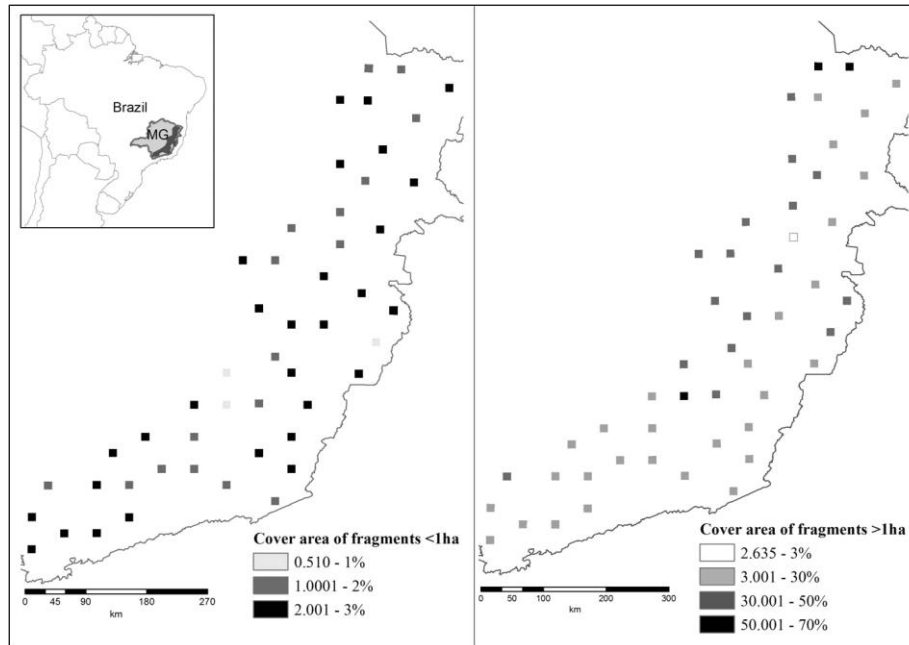 Brazil
MG
Cover area of fragments <1ha
0.510 - 1%
1.0001 - 2%
2.001 - 3%
0 45 90 180 270
km
Cover area of fragments >1ha
2.635 - 3%
3.001 - 30%
30.001 - 50%
50.001 - 70%
0 50 100 200 300
km